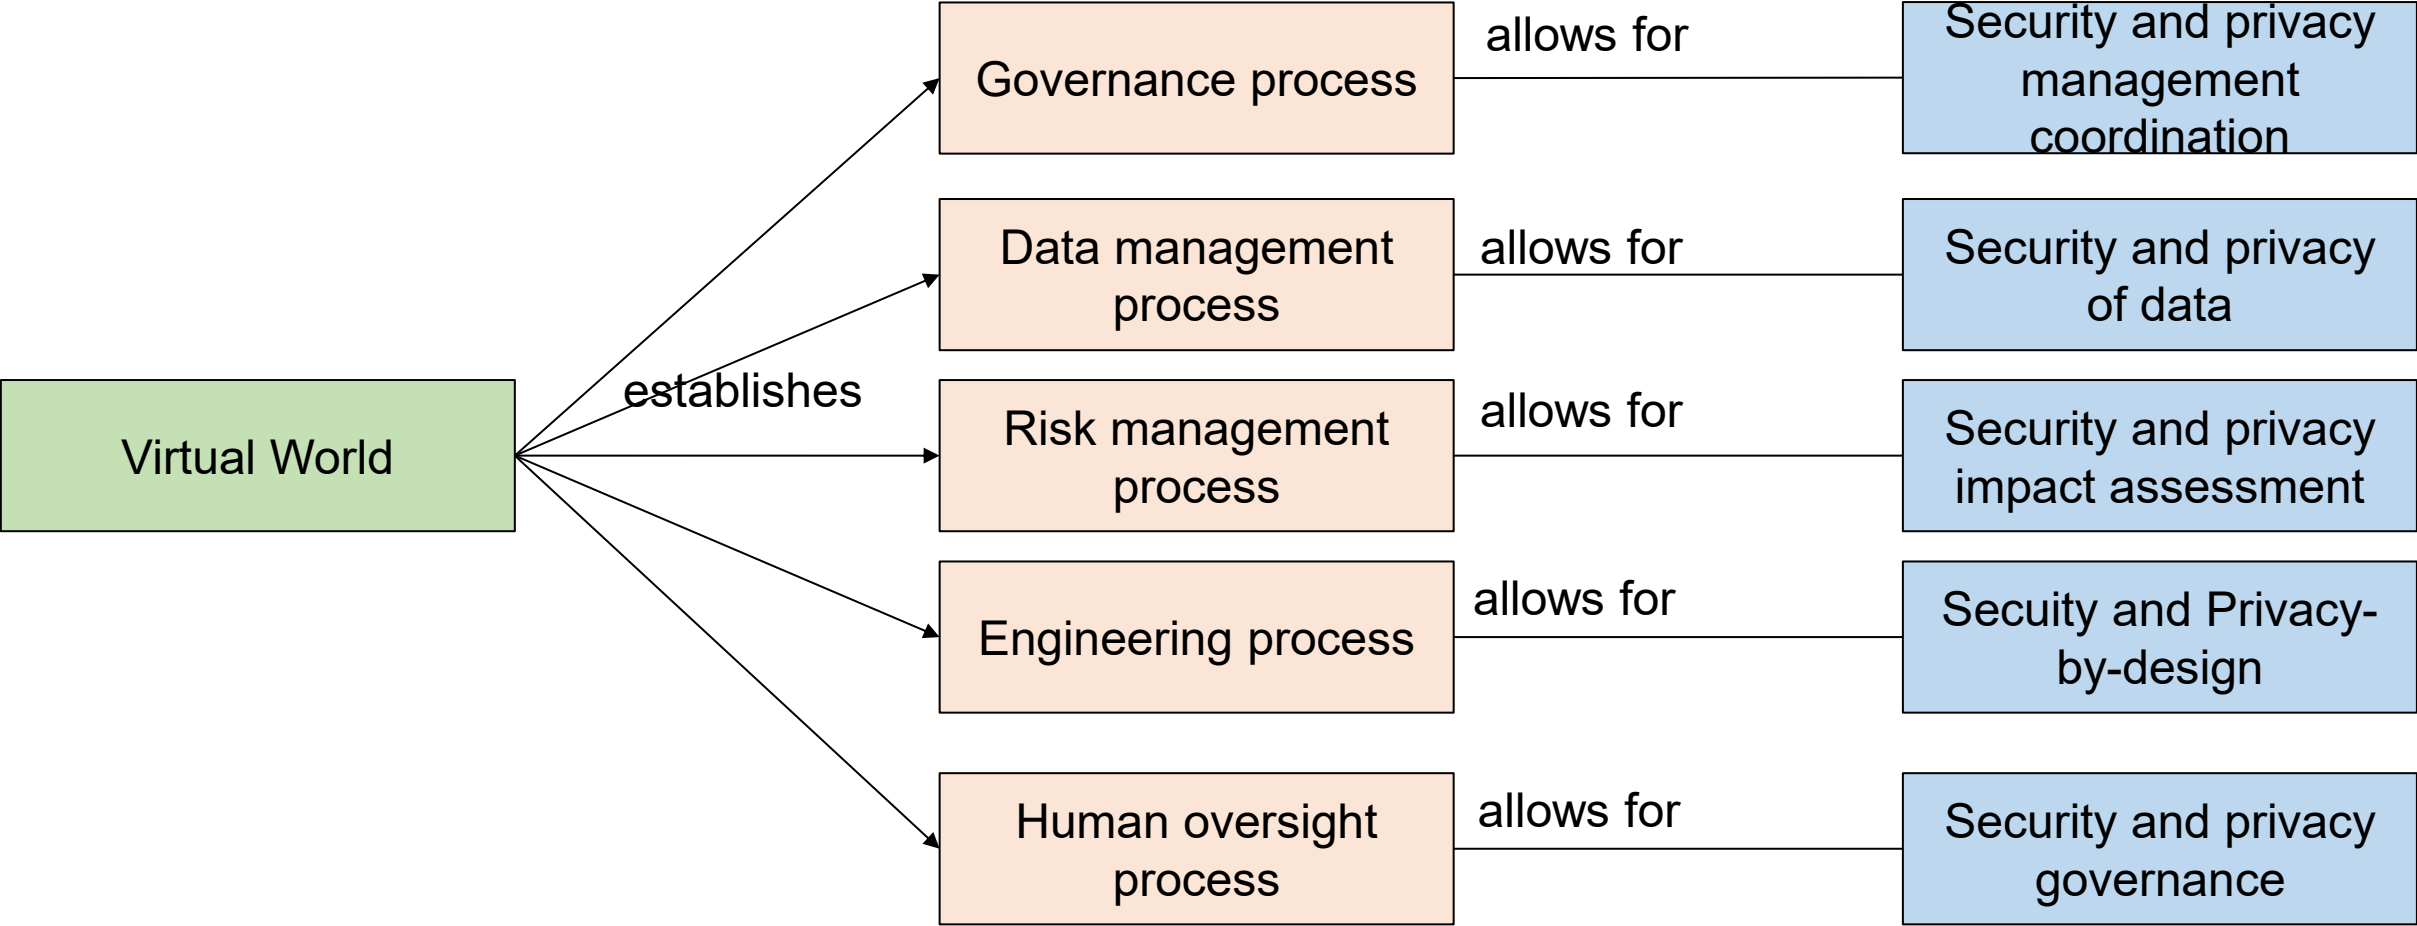 Virtual World
establishes
Governance process
allows for
Security and privacy
management
coordination
Data management
process
allows for
Security and privacy
of data
Risk management
process
allows for
Security and privacy
impact assessment
Engineering process
allows for
Secuity and Privacy-
by-design
Human oversight
process
allows for
Security and privacy
governance